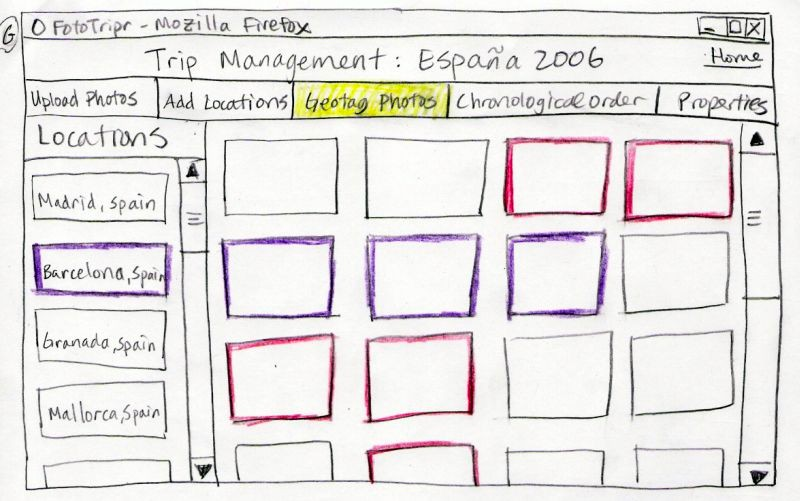 G
FotoTripr - Mozilla Firefox
Trip Management: España 2006
Home
Upload Photos
Add Locations
Geotag Photos
Chronological order
Properties
Locations
Madrid, Spain
Barcelona, Spain
Granada, Spain
Mallorca, Spain